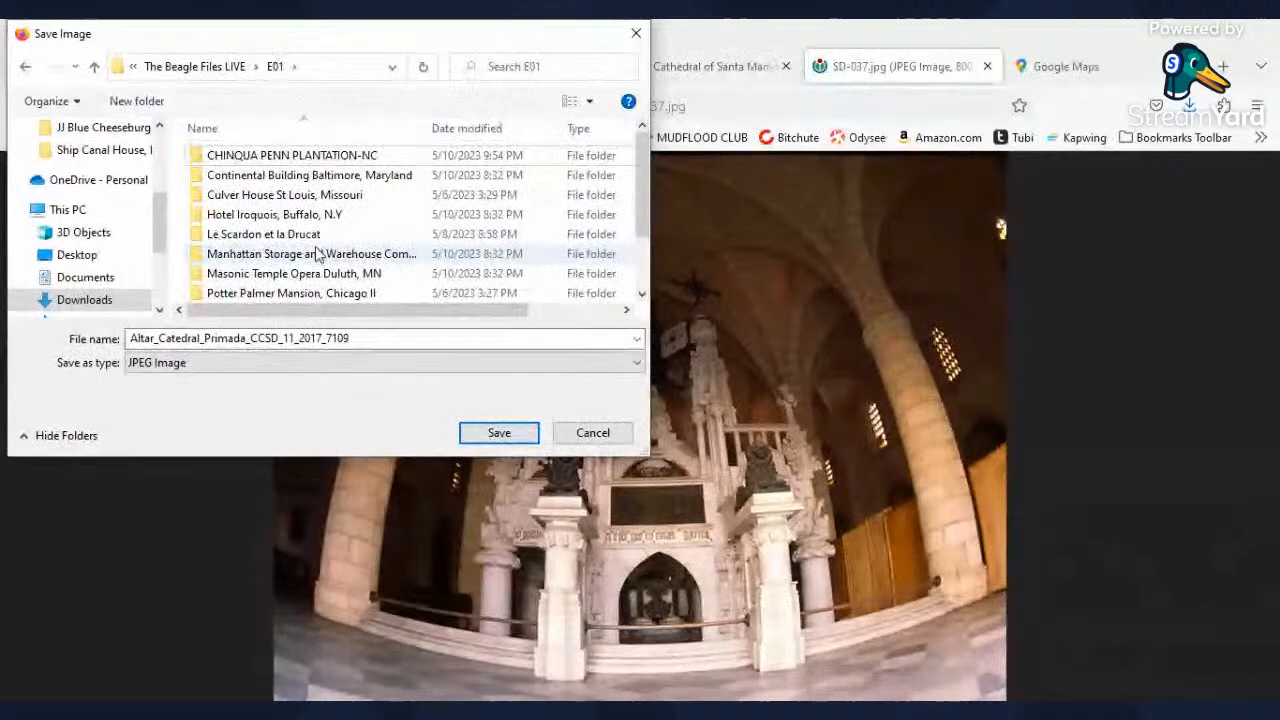 Save Image
Powered by
StreamYard
The Beagle Files LIVE
E01
Search E01
Cathedral of Santa Mar
SD-037.jpg (JPEG Image, 800
Google Maps
Organize
New folder
37.jpg
MUDFLOOD CLUB
Bitchute
Odysee
Amazon.com
Tubi
Kapwing
Bookmarks Toolbar
JJ Blue Cheeseburg
Ship Canal House, I
OneDrive - Personal
This PC
3D Objects
Desktop
Documents
Downloads
Name Date modified Type
CHINQUA PENN PLANTATION-NC 5/10/2023 9:54 PM File folder
Continental Building Baltimore, Maryland 5/10/2023 8:32 PM File folder
Culver House St Louis, Missouri 5/6/2023 3:29 PM File folder
Hotel Iroquois, Buffalo, N.Y 5/10/2023 8:32 PM File folder
Le Scardon et la Drucat 5/8/2023 8:58 PM File folder
Manhattan Storage an Warehouse Com... 5/10/2023 8:32 PM File folder
Masonic Temple Opera Duluth, MN 5/10/2023 8:32 PM File folder
Potter Palmer Mansion, Chicago Il 5/6/2023 3:27 PM File folder
File name: Altar_Catedral_Primada_CCSD_11_2017_7109
Save as type: JPEG Image
Hide Folders
Save
Cancel